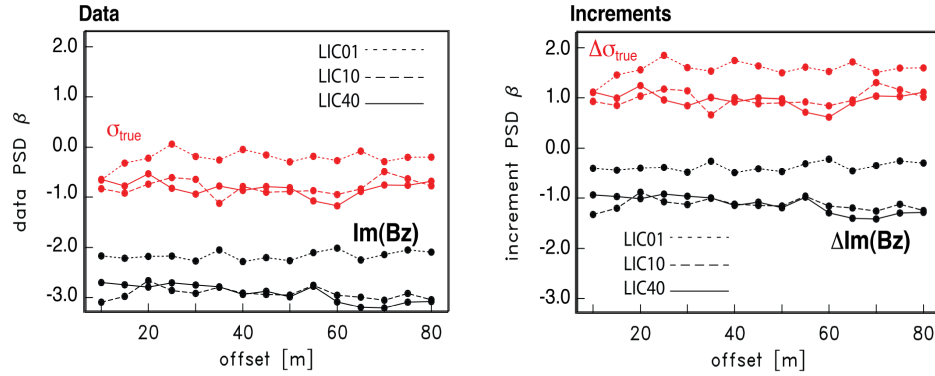 Data
data PSD β
2.0
1.0
0.0
-1.0
-2.0
-3.0
LIC01
LIC10
LIC40
σtrue
Im(Bz)
20 40 60 80
offset [m]
Increments
increment PSD β
2.0
1.0
0.0
-1.0
-2.0
-3.0
Δσtrue
ΔIm(Bz)
LIC01
LIC10
LIC40
20 40 60 80
offset [m]